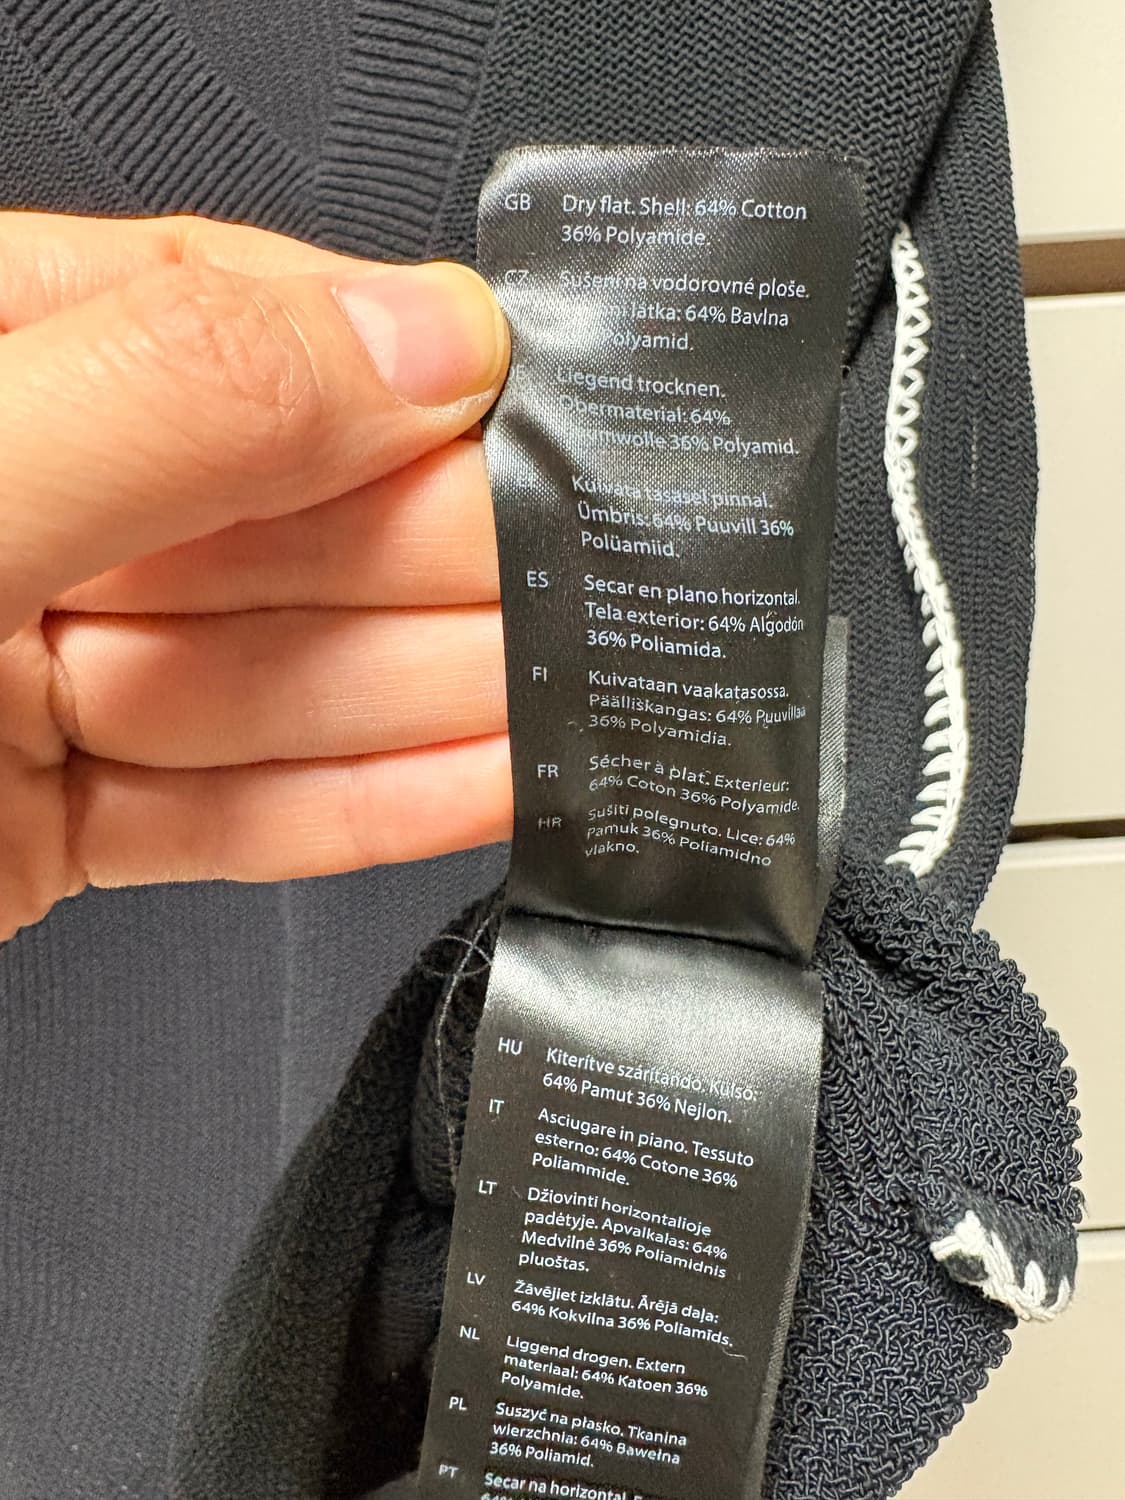 GB Dry flat. Shell: 64% Cotton
36% Polyamide.
CZ Sušení na vodorovné ploše.
látka: 64% Bavlna
olyamid.
Liegend trocknen.
Obermaterial: 64%
36% Polyamid.
Kuivata tasasel pinnal.
Ümbris: 64% Puuvill 36%
Polüamiid.
ES Secar en plano horizontal.
Tela exterior: 64% Algodón
36% Poliamida.
FI Kuivataan vaakatasossa.
Päälliskangas: 64% Puuvillaa
36% Polyamidia.
FR Sécher à plat. Exterieur:
64% Coton 36% Polyamide.
HR Sušiti polegnuto. Lice: 64%
Pamuk 36% Poliamidno
vlakno.
HU Kiterítve szárítandó. Külső:
64% Pamut 36% Nejlon.
IT Asciugare in piano. Tessuto
esterno: 64% Cotone 36%
Poliammide.
LT Džiovinti horizontalioje
padėtyje. Apvalkalas: 64%
Medvilnė 36% Poliamidnis
pluoštas.
LV Žāvējiet izklātu. Ārējā daļa:
64% Kokvilna 36% Poliamīds.
NL Liggend drogen. Extern
materiaal: 64% Katoen 36%
Polyamide.
PL Suszyć na płasko. Tkanina
wierzchnia: 64% Bawełna
36% Poliamid.
PT Secar na horizontal.